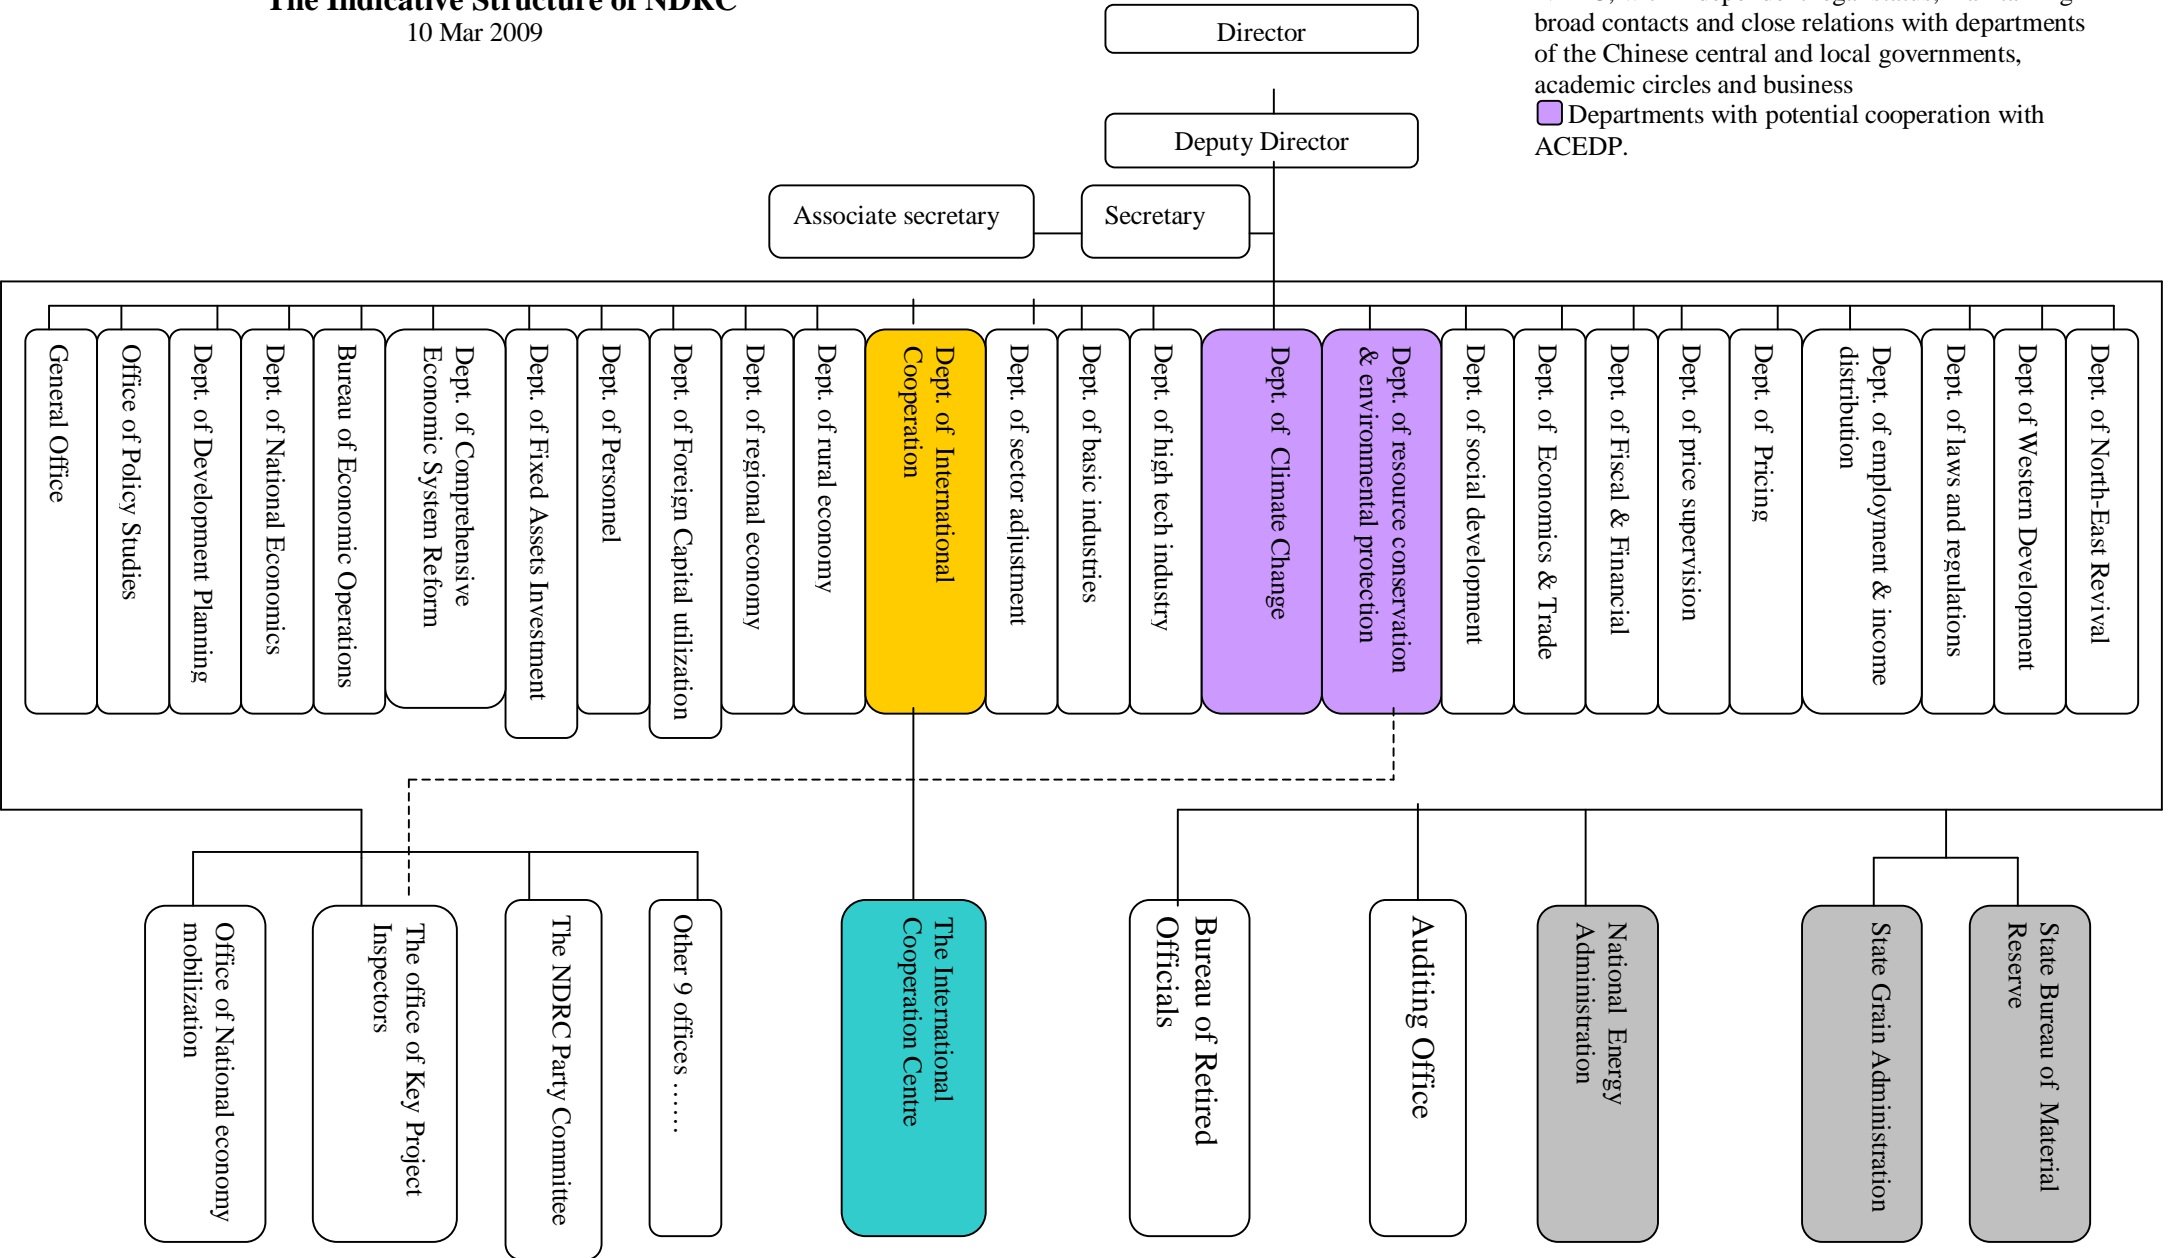 The Indicative Structure of NDRC
10 Mar 2009
broad contacts and close relations with departments
of the Chinese central and local governments,
academic circles and business
Departments with potential cooperation with
ACEDP.
Director
Deputy Director
Associate secretary
Secretary
General Office
Office of Policy Studies
Dept. of Development Planning
Dept. of National Economics
Bureau of Economic Operations
Dept. of Comprehensive
Economic System Reform
Dept. of Fixed Assets Investment
Dept. of Personnel
Dept. of Foreign Capital utilization
Dept. of regional economy
Dept. of rural economy
Dept. of International
Cooperation
Dept. of sector adjustment
Dept. of basic industries
Dept. of high tech industry
Dept. of Climate Change
Dept. of resource conservation
& environmental protection
Dept. of social development
Dept. of Economics & Trade
Dept. of Fiscal & Financial
Dept. of price supervision
Dept. of Pricing
Dept. of employment & income
distribution
Dept. of laws and regulations
Dept of Western Development
Dept. of North-East Revival
Office of National economy
mobilization
The office of Key Project
Inspectors
The NDRC Party Committee
Other 9 offices ……
The International
Cooperation Centre
Bureau of Retired
Officials
Auditing Office
National Energy
Administration
State Grain Administration
State Bureau of Material
Reserve